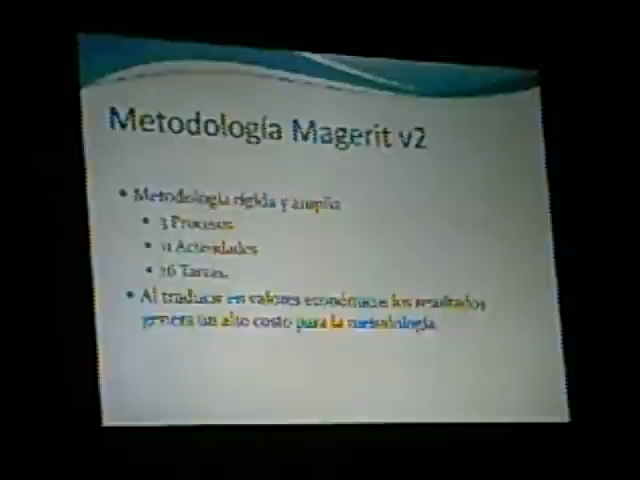 Metodología Magerit v2
• Metodología rígida y amplia
• 3 Procesos
• 11 Actividades
• 26 Tareas.
• Al traducir en valores económicos los resultados
genera un alto costo para la metodología.